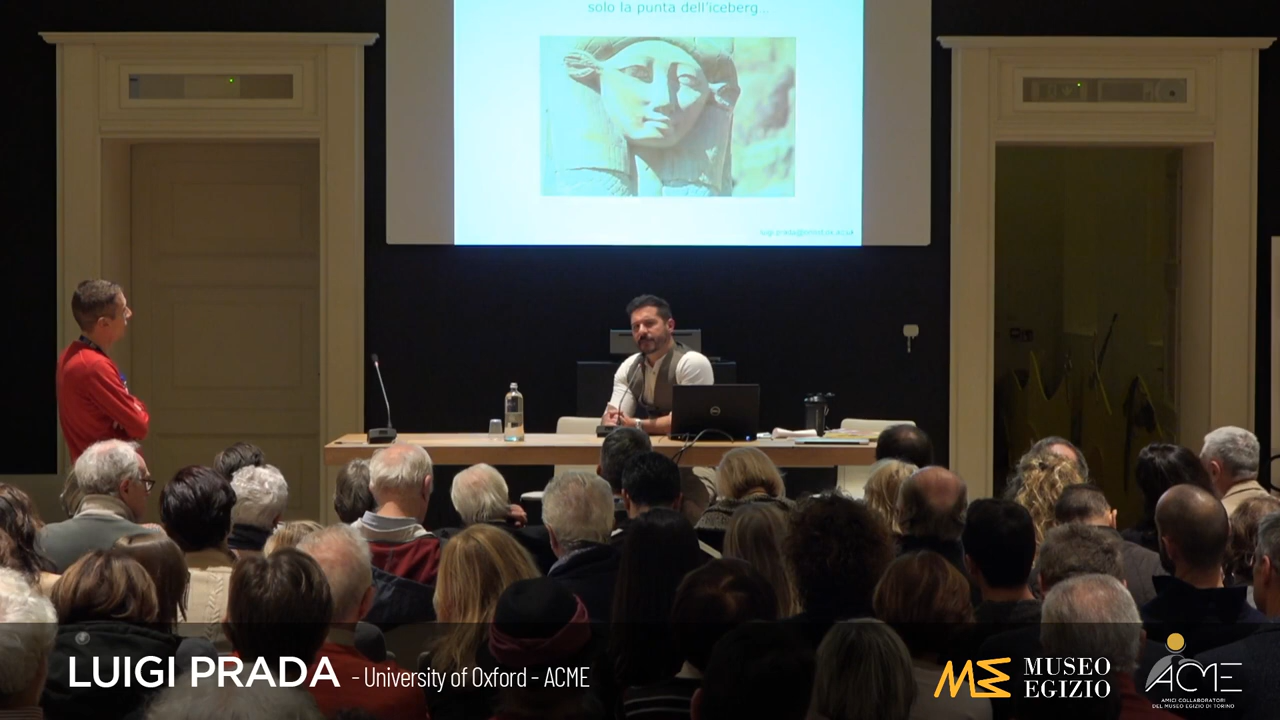 solo la punta dell'iceberg...
DELL
LUIGI PRADA - University of Oxford - ACME
MUSEO
EGIZIO
ACME
AMICI COLLABORATORI
DEL MUSEO EGIZIO DI TORINO